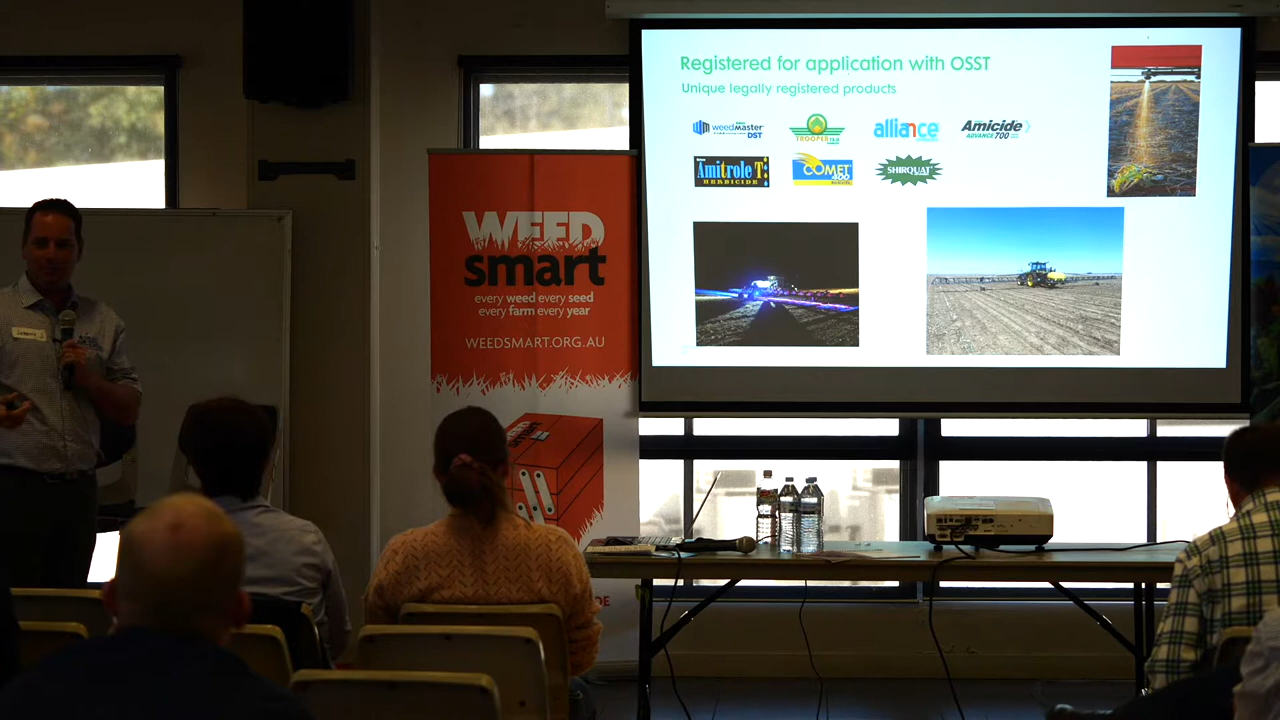 Registered for application with OSST
Unique legally registered products
weedmaster
DST
TROOPER
alliance
Amicide
ADVANCE 700
Amitrole T
HERBICIDE
COMET
400
SHIRQUAT
WEED
smart
every weed every seed
every farm every year
WEEDSMART.ORG.AU